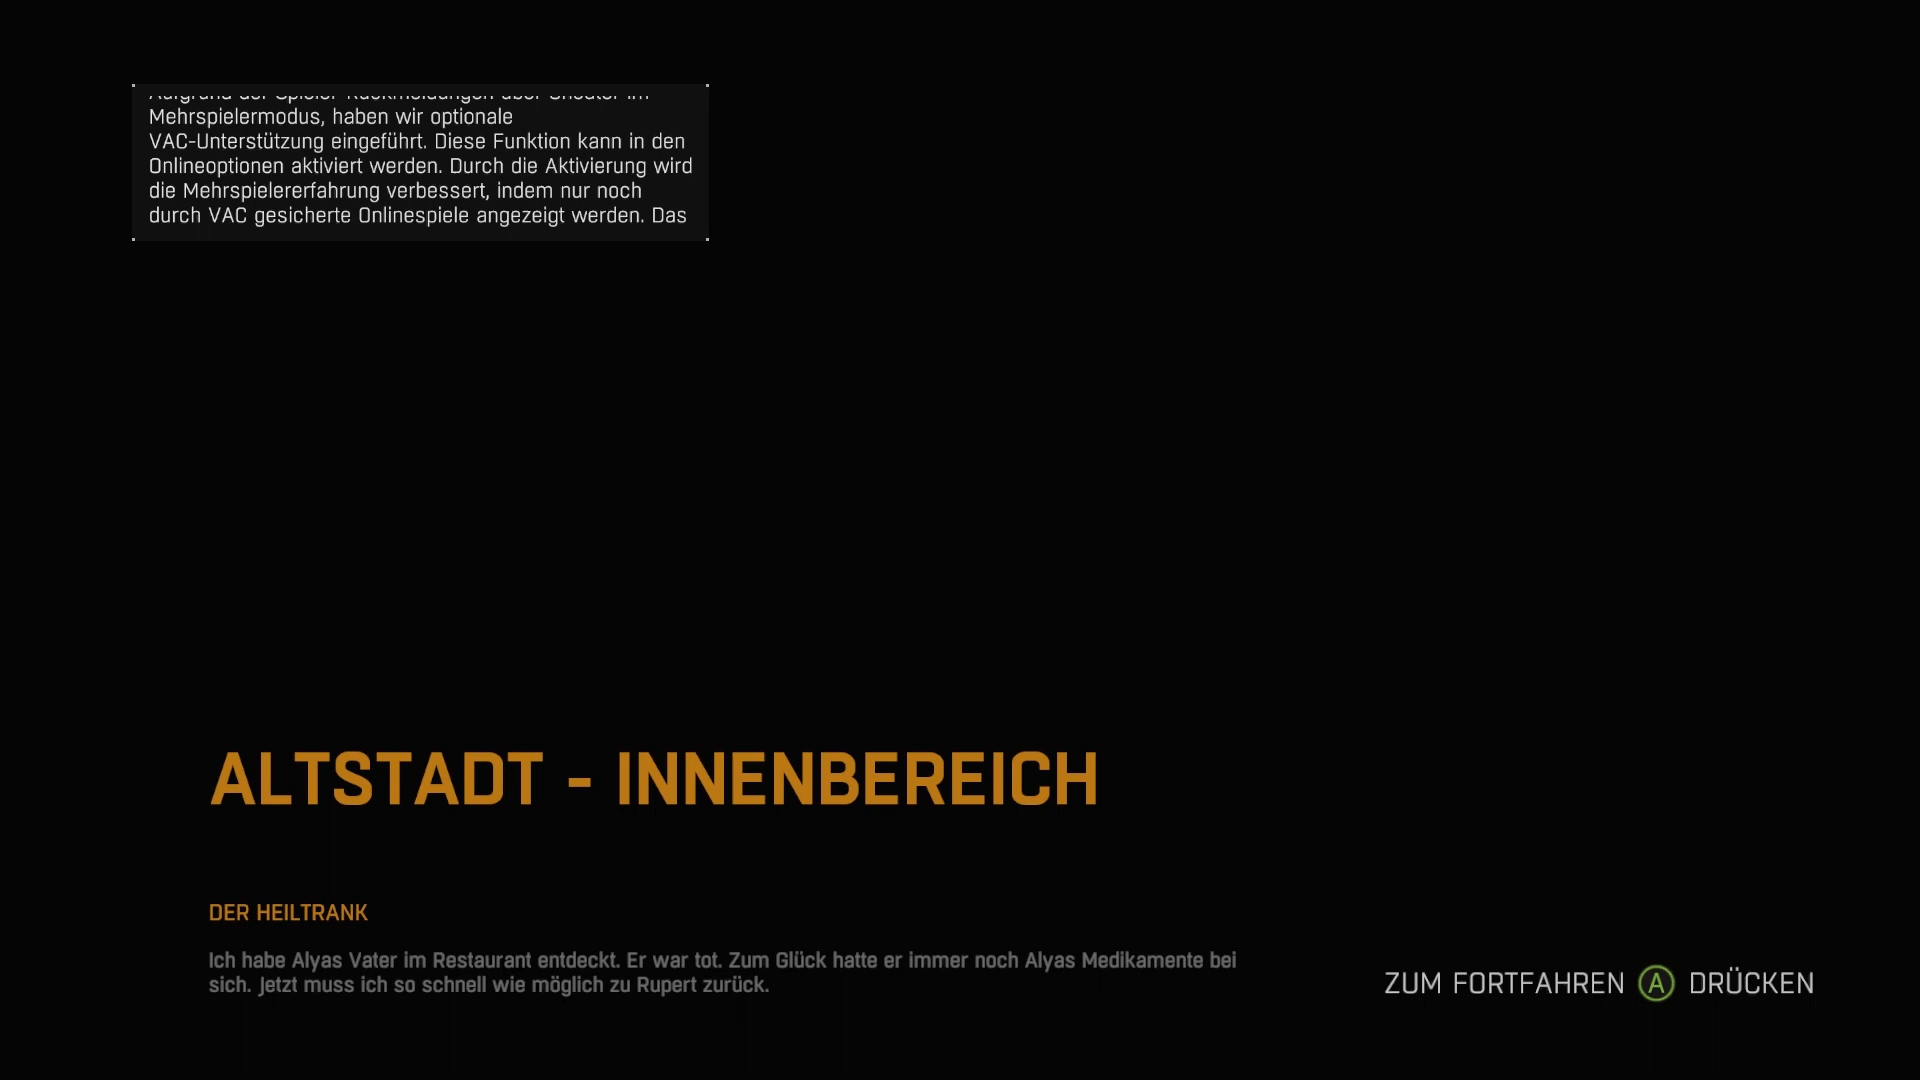 Mehrspielermodus, haben wir optionale
VAC-Unterstützung eingeführt. Diese Funktion kann in den
Onlineoptionen aktiviert werden. Durch die Aktivierung wird
die Mehrspielererfahrung verbessert, indem nur noch
durch VAC gesicherte Onlinespiele angezeigt werden. Das
ALTSTADT - INNENBEREICH
DER HEILTRANK
Ich habe Alyas Vater im Restaurant entdeckt. Er war tot. Zum Glück hatte er immer noch Alyas Medikamente bei
sich. Jetzt muss ich so schnell wie möglich zu Rupert zurück.
ZUM FORTFAHREN A DRÜCKEN